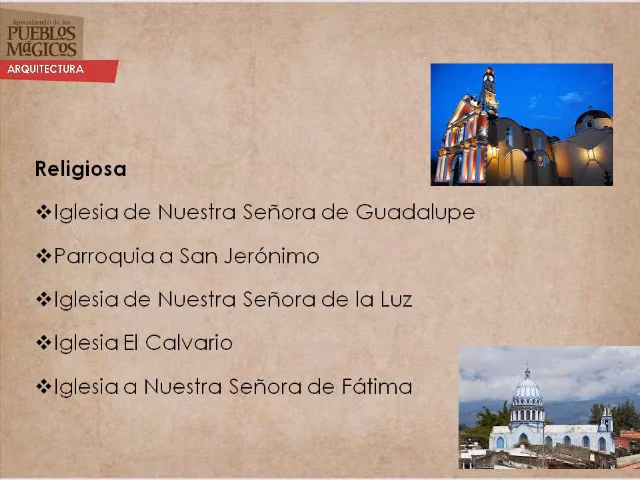 Aprendiendo de los
PUEBLOS
MáGICOS
ARQUITECTURA
Religiosa
❖Iglesia de Nuestra Señora de Guadalupe
❖Parroquia a San Jerónimo
❖Iglesia de Nuestra Señora de la Luz
❖Iglesia El Calvario
❖Iglesia a Nuestra Señora de Fátima